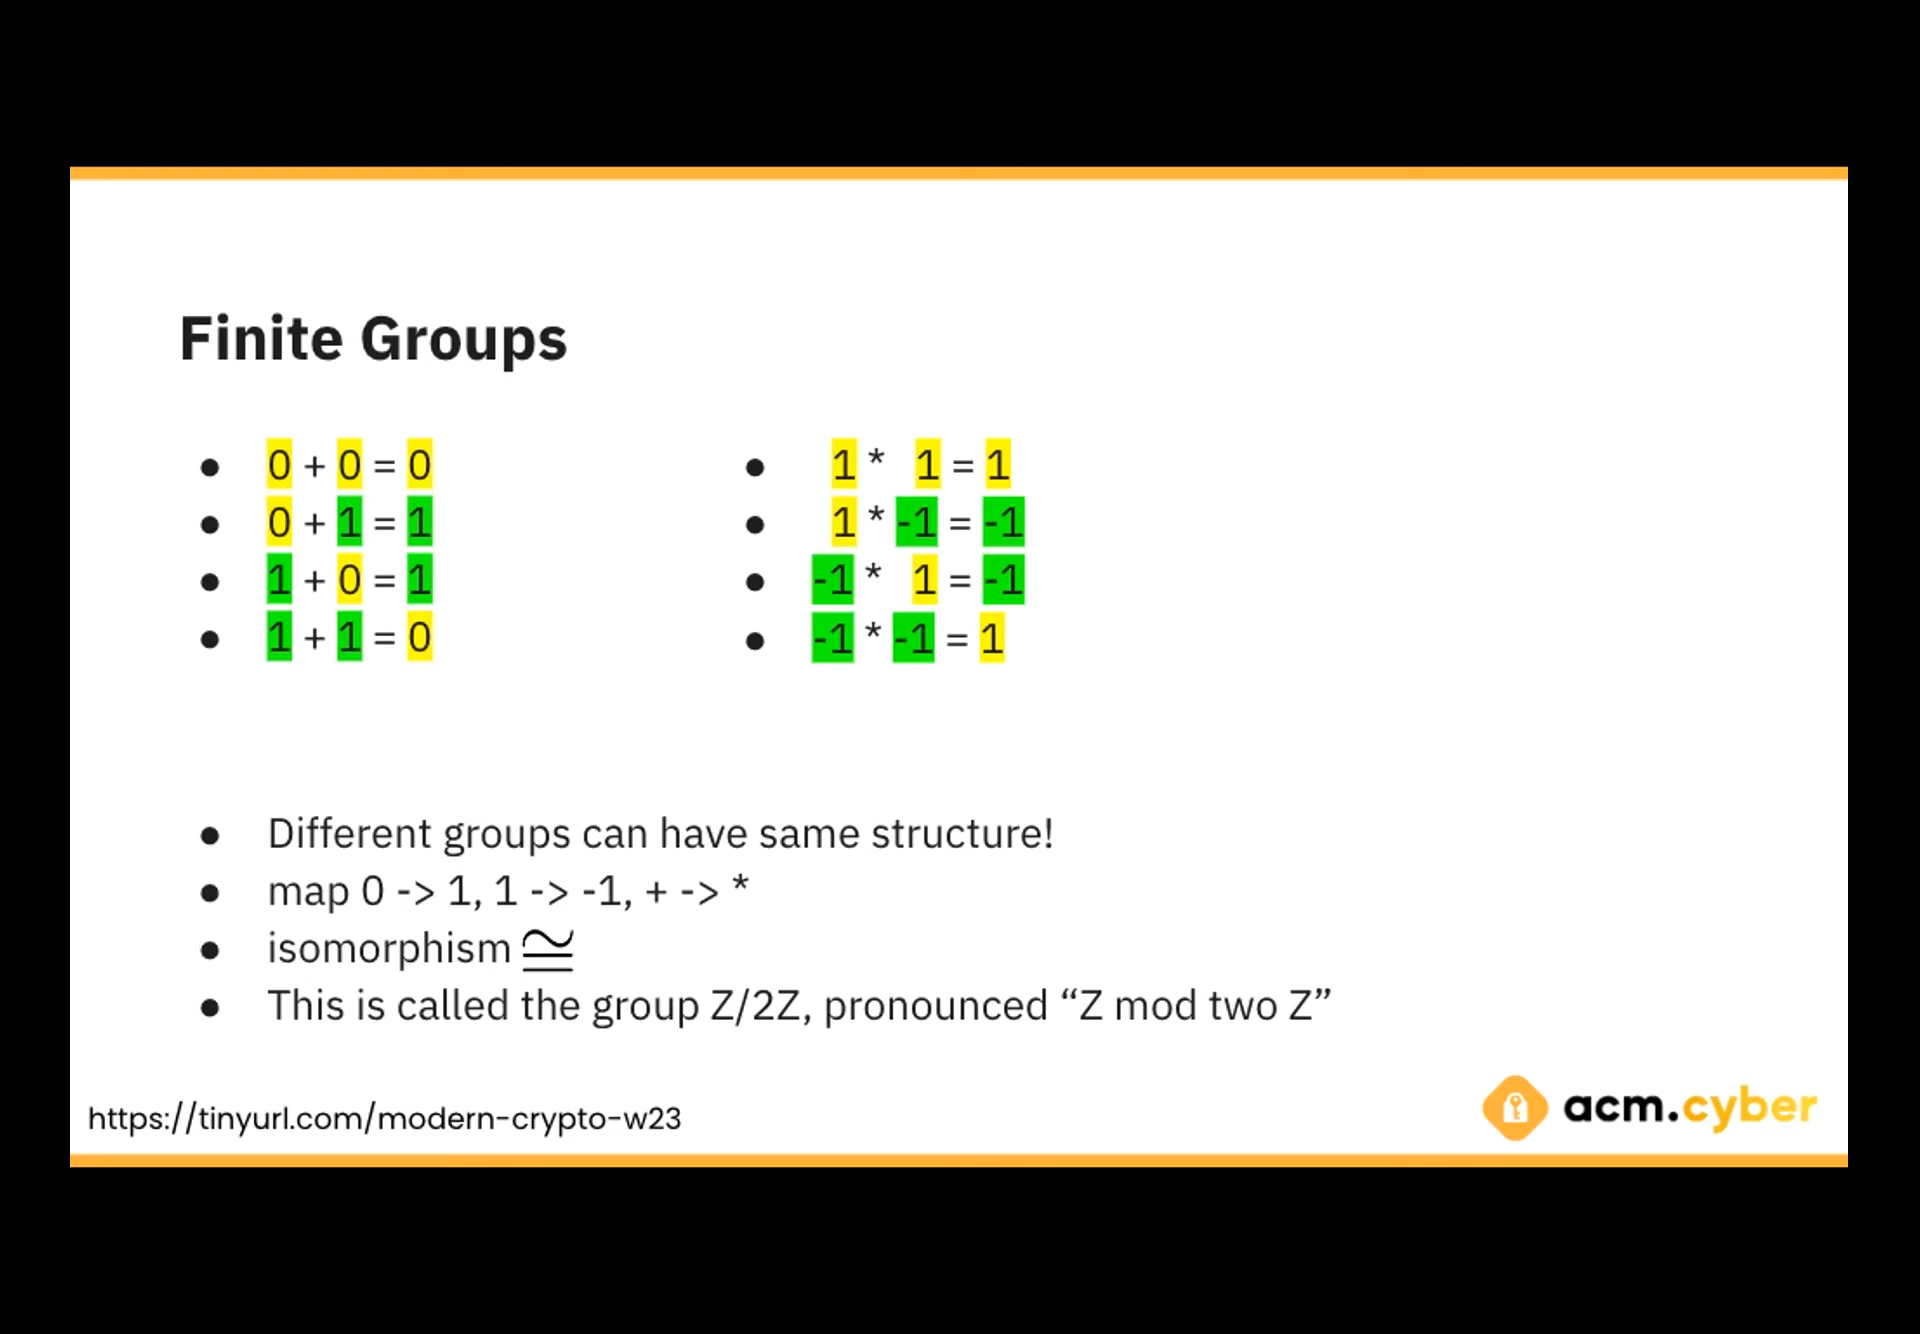 Finite Groups
● 0 + 0 = 0
● 0 + 1 = 1
● 1 + 0 = 1
● 1 + 1 = 0
● 1 * 1 = 1
● 1 * -1 = -1
● -1 * 1 = -1
● -1 * -1 = 1
● Different groups can have same structure!
● map 0 -> 1, 1 -> -1, + -> *
● isomorphism ≅
● This is called the group Z/2Z, pronounced “Z mod two Z”
https://tinyurl.com/modern-crypto-w23
acm.cyber